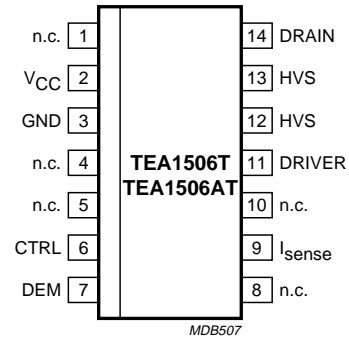 n.c. 1
VCC 2
GND 3
n.c. 4
n.c. 5
CTRL 6
DEM 7
TEA1506T
TEA1506AT
14 DRAIN
13 HVS
12 HVS
11 DRIVER
10 n.c.
9 Isense
8 n.c.
MDB507